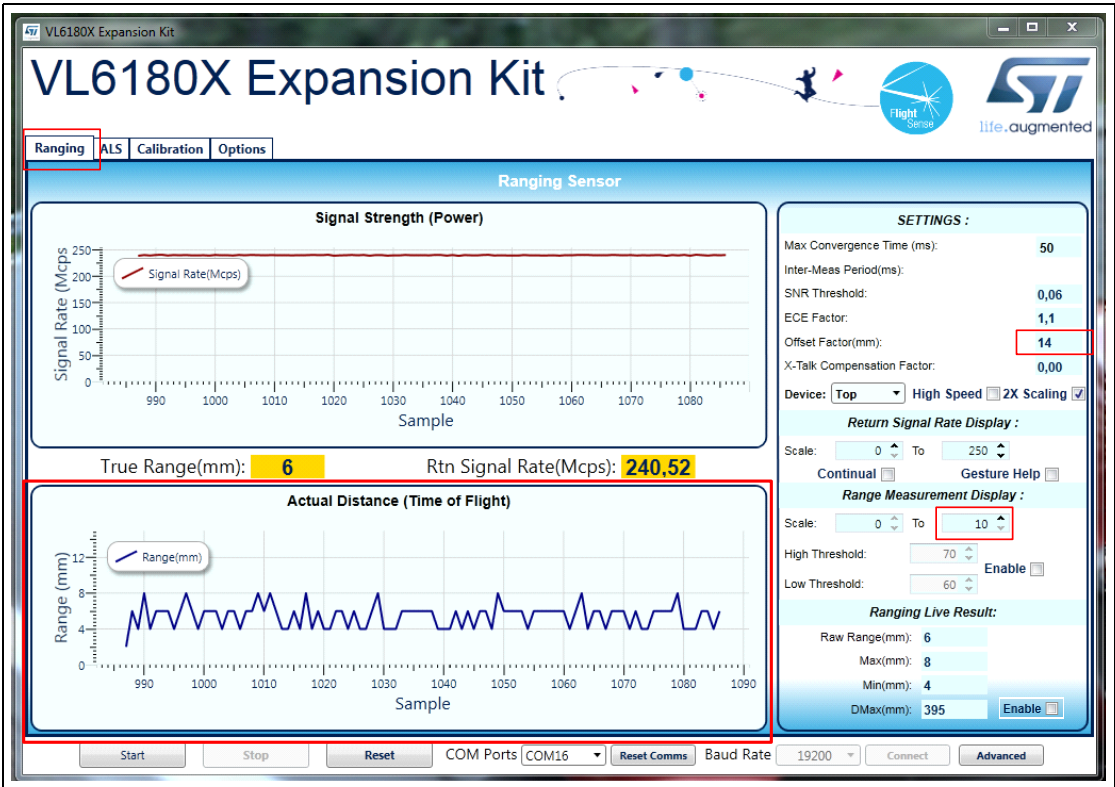 VL6180X Expansion Kit
VL6180X Expansion Kit
Flight
Sense
life.augmented
Ranging ALS Calibration Options
Ranging Sensor
Signal Strength (Power)
Signal Rate (Mcps)
250
200
150
100
50
0
Signal Rate(Mcps)
990 1000 1010 1020 1030 1040 1050 1060 1070 1080
Sample
True Range(mm): 6 Rtn Signal Rate(Mcps): 240,52
Actual Distance (Time of Flight)
Range (mm)
12
8
4
0
Range(mm)
990 1000 1010 1020 1030 1040 1050 1060 1070 1080 1090
Sample
SETTINGS :
Max Convergence Time (ms): 50
Inter-Meas Period(ms):
SNR Threshold: 0,06
ECE Factor: 1,1
Offset Factor(mm): 14
X-Talk Compensation Factor: 0,00
Device: Top High Speed 2X Scaling
Return Signal Rate Display :
Scale: 0 To 250
Continual Gesture Help
Range Measurement Display :
Scale: 0 To 10
High Threshold: 70
Enable
Low Threshold: 60
Ranging Live Result:
Raw Range(mm): 6
Max(mm): 8
Min(mm): 4
DMax(mm): 395 Enable
Start Stop Reset COM Ports COM16 Reset Comms Baud Rate 19200 Connect Advanced